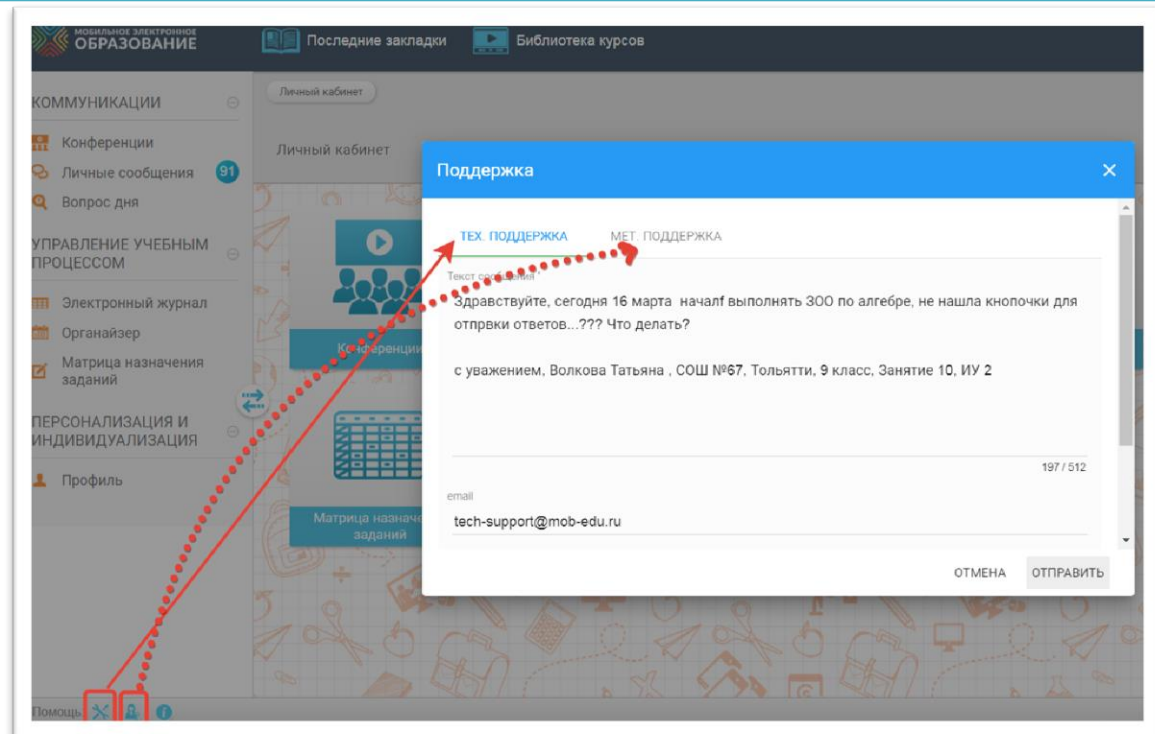 МОБИЛЬНОЕ ЭЛЕКТРОННОЕ
ОБРАЗОВАНИЕ
Последние закладки
Библиотека курсов
КОММУНИКАЦИИ
Конференции
Личные сообщения 91
Вопрос дня
УПРАВЛЕНИЕ УЧЕБНЫМ
ПРОЦЕССОМ
Электронный журнал
Органайзер
Матрица назначения
заданий
ПЕРСОНАЛИЗАЦИЯ И
ИНДИВИДУАЛИЗАЦИЯ
Профиль
Личный кабинет
Личный кабинет
Конференции
Матрица назначе
заданий
Поддержка
ТЕХ. ПОДДЕРЖКА
МЕТ. ПОДДЕРЖКА
Текст сообщения *
Здравствуйте, сегодня 16 марта началf выполнять ЗОО по алгебре, не нашла кнопочки для
отпрвки ответов...??? Что делать?
с уважением, Волкова Татьяна , СОШ №67, Тольятти, 9 класс, Занятие 10, ИУ 2
197 / 512
email
tech-support@mob-edu.ru
ОТМЕНА
ОТПРАВИТЬ
Помощь